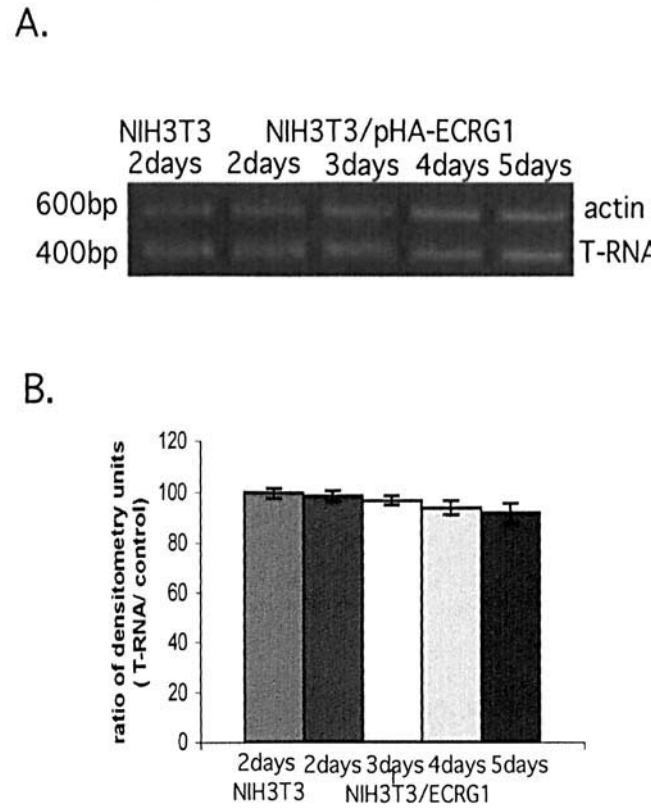 A.
NIH3T3 NIH3T3/pHA-ECRG1
2days 2days 3days 4days 5days
600bp actin
400bp T-RNA
B.
ratio of densitometry units
( T-RNA/ control)
120
100
80
60
40
20
0
2days 2days 3days 4days 5days
NIH3T3 NIH3T3/ECRG1